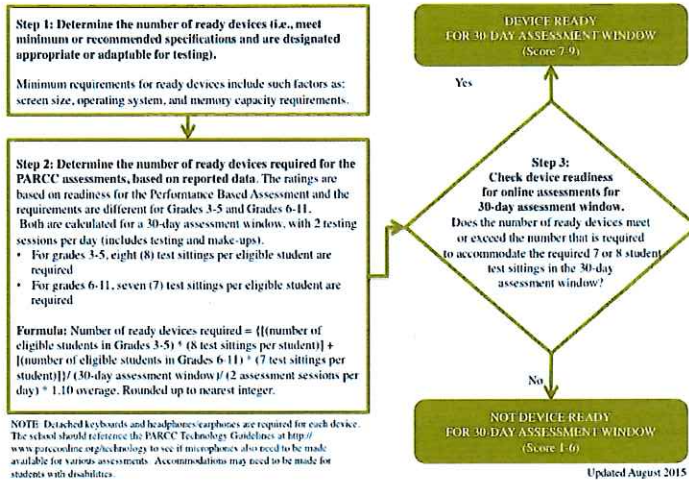 Step 1: Determine the number of ready devices (i.e., meet
minimum or recommended specifications and are designated
appropriate or adaptable for testing).
Minimum requirements for ready devices include such factors as:
screen size, operating system, and memory capacity requirements.
Step 2: Determine the number of ready devices required for the
PARCC assessments, based on reported data. The ratings are
based on readiness for the Performance Based Assessment and the
requirements are different for Grades 3-5 and Grades 6-11.
Both are calculated for a 30-day assessment window, with 2 testing
sessions per day (includes testing and make-ups).
• For grades 3-5, eight (8) test sittings per eligible student are
required
• For grades 6-11, seven (7) test sittings per eligible student are
required
Formula: Number of ready devices required = {[(number of
eligible students in Grades 3-5) * (8 test sittings per student)] +
[(number of eligible students in Grades 6-11) * (7 test sittings per
student)]}/ (30-day assessment window)/ (2 assessment sessions per
day) * 1.10 overage. Rounded up to nearest integer.
NOTE Detached keyboards and headphones/earphones are required for each device.
The school should reference the PARCC Technology Guidelines at http://
www.parcconline.org/technology to see if microphones also need to be made
available for various assessments. Accommodations may need to be made for
students with disabilities.
DEVICE READY
FOR 30-DAY ASSESSMENT WINDOW
(Score 7-9)
Yes
Step 3:
Check device readiness
for online assessments for
30-day assessment window.
Does the number of ready devices meet
or exceed the number that is required
to accommodate the required 7 or 8 student
test sittings in the 30-day
assessment window?
No
NOT DEVICE READY
FOR 30-DAY ASSESSMENT WINDOW
(Score 1-6)
Updated August 2015